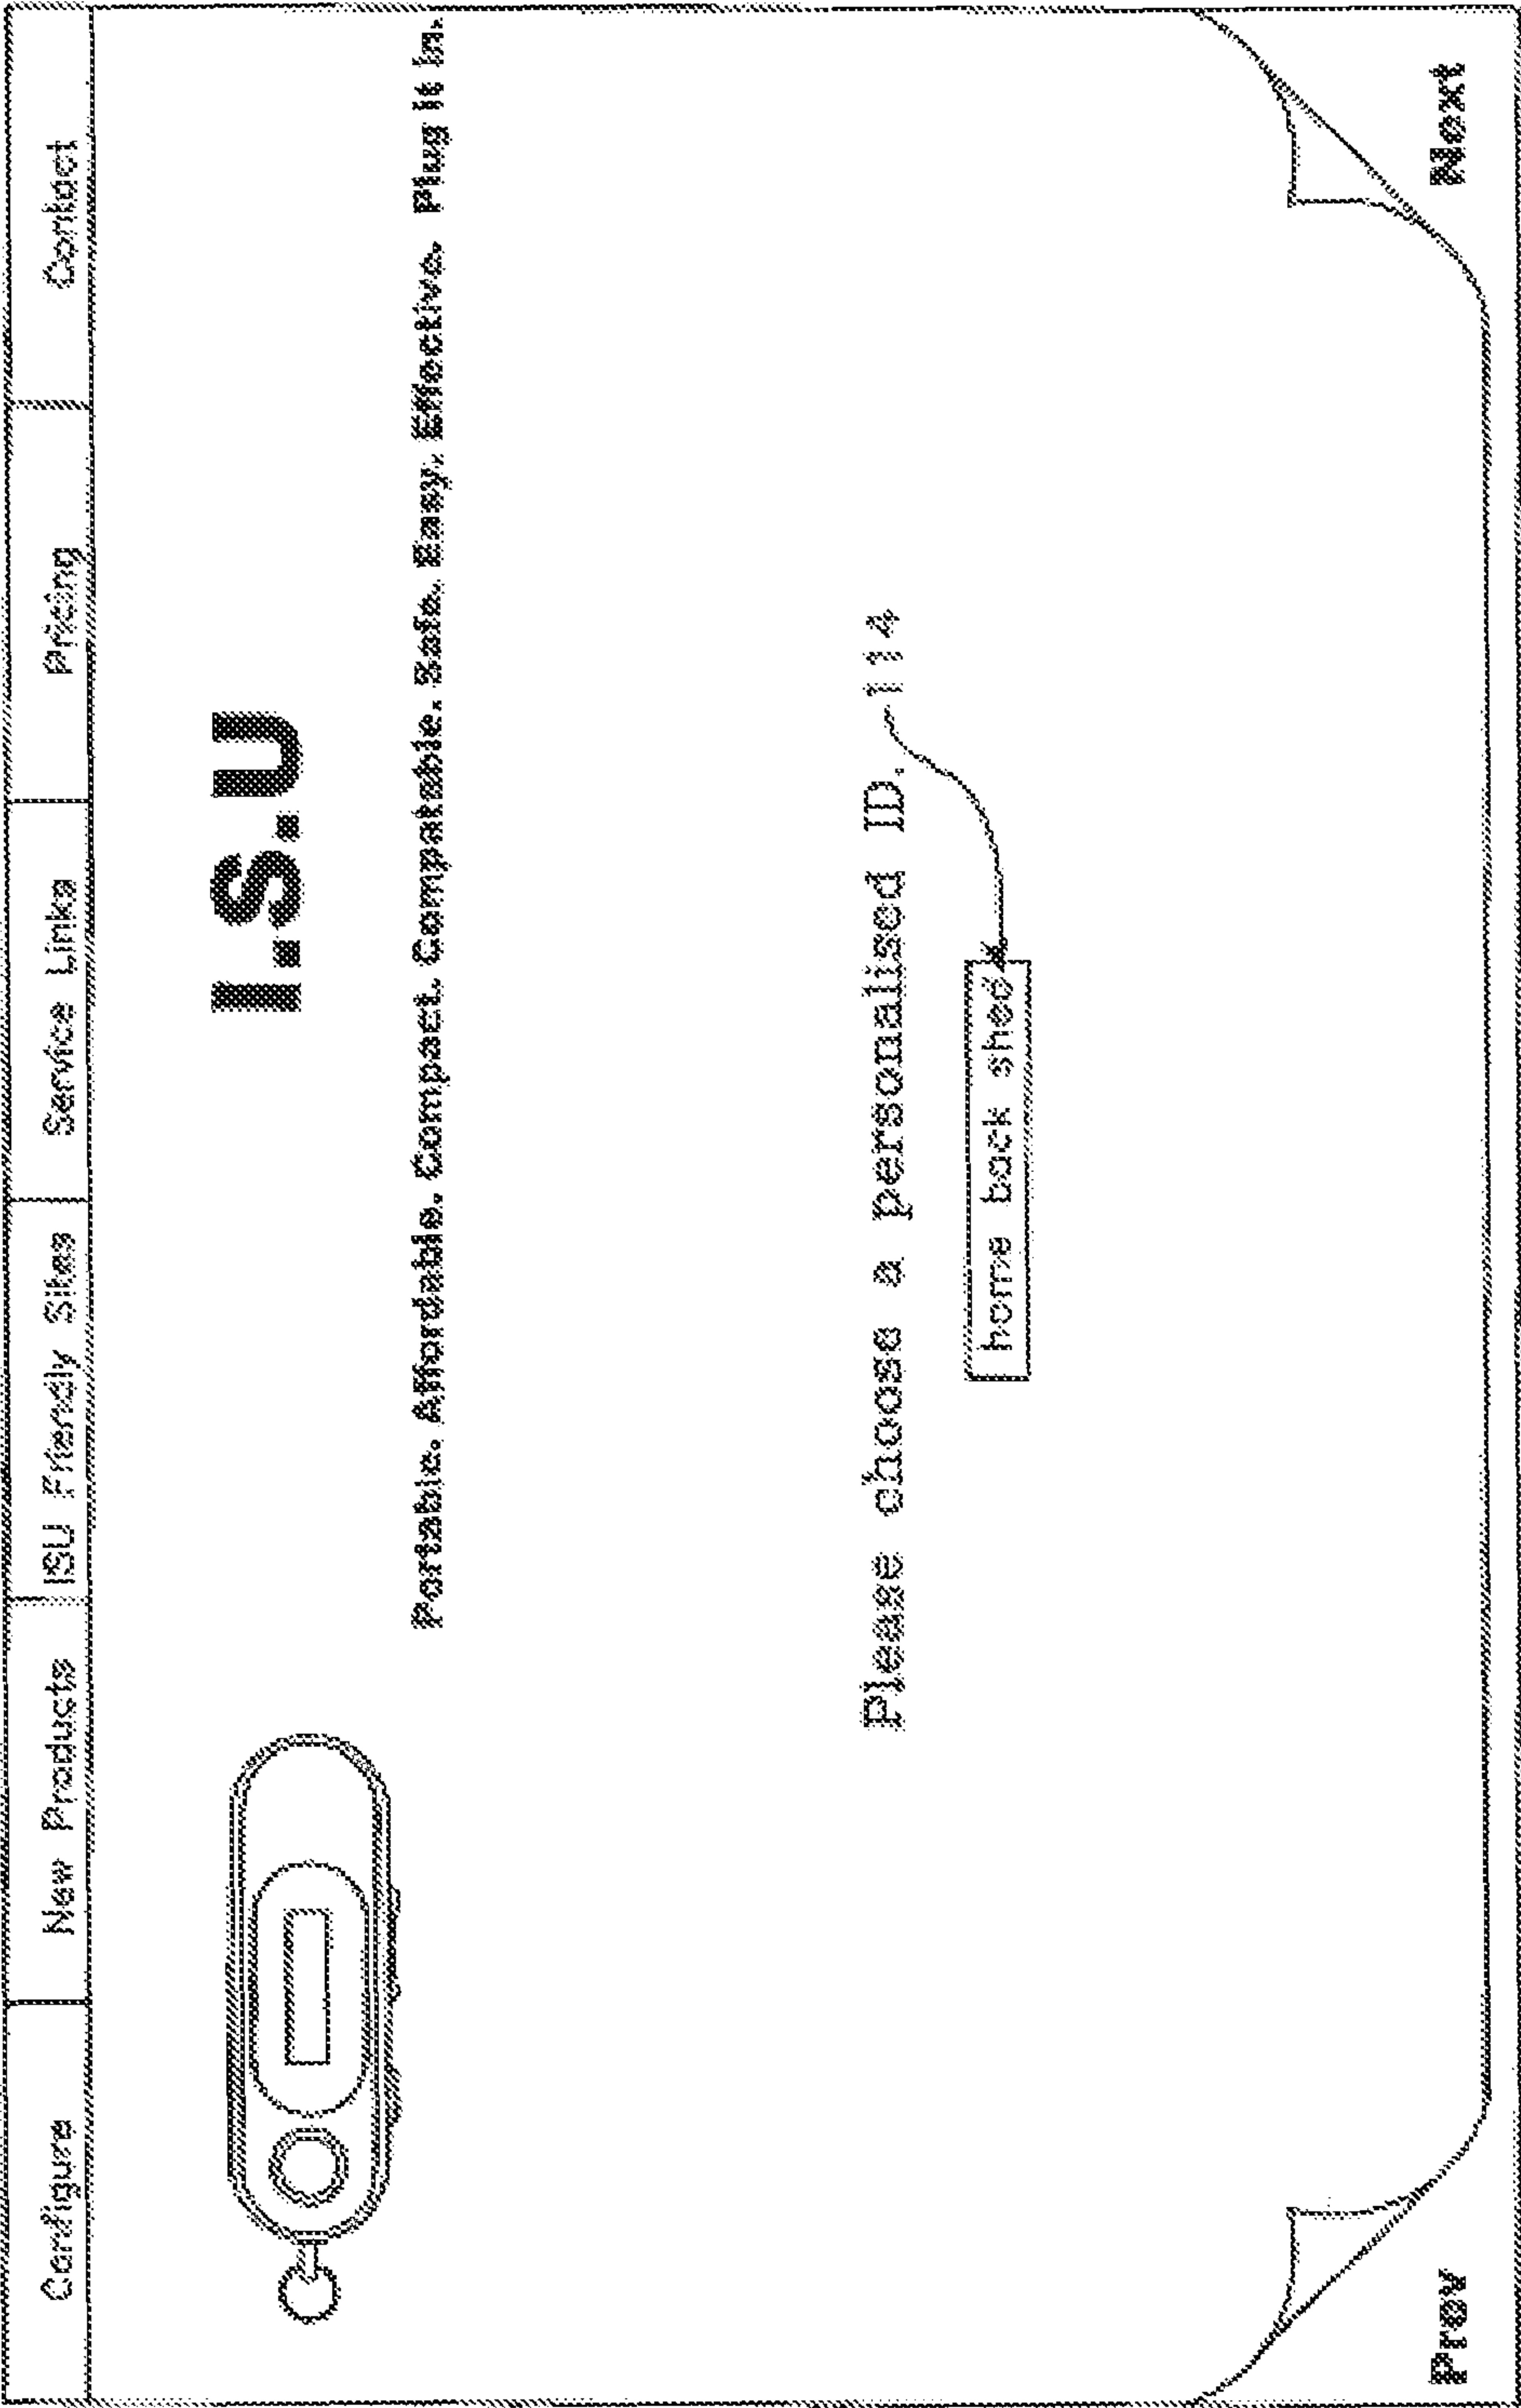 Configure New Products ISU Friendly Sites Service Links Pricing Contact
I.S.U
Portable. Affordable. Compact. Compatable. Safe. Easy. Effective. Plug it in.
Please choose a personalised ID.
114
home back shed
Prev
Next